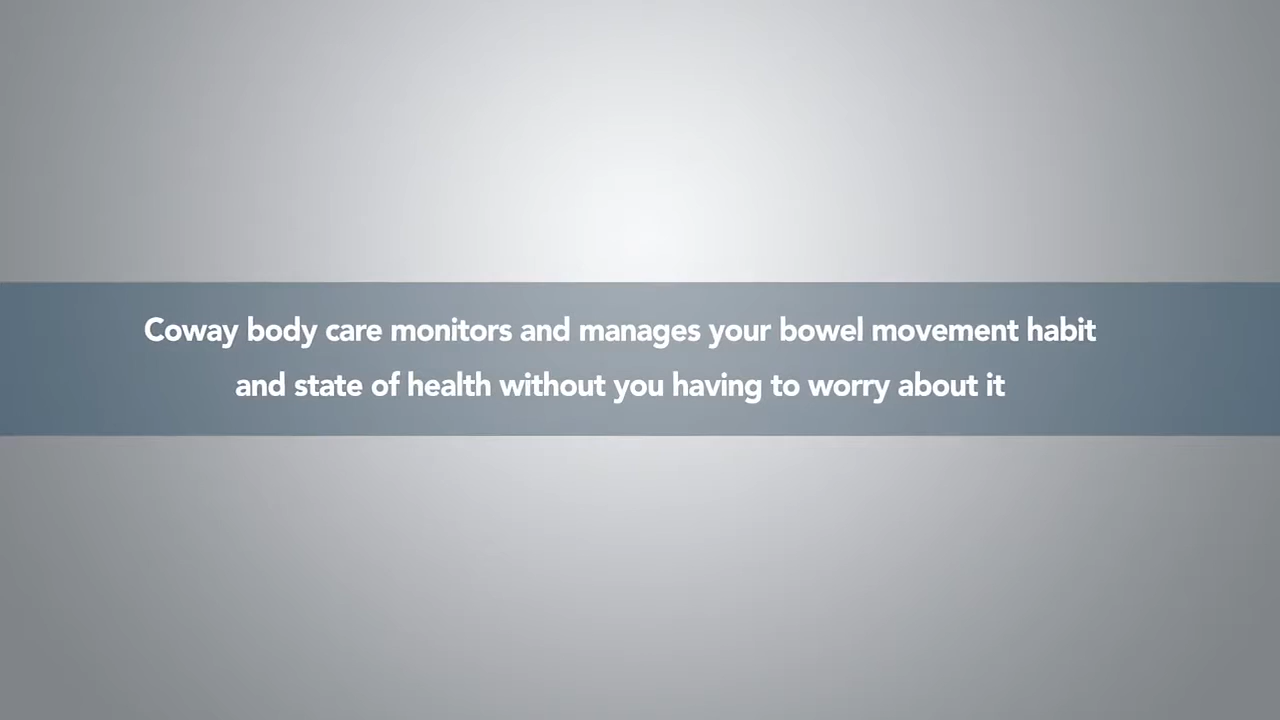 Coway body care monitors and manages your bowel movement habit
and state of health without you having to worry about it